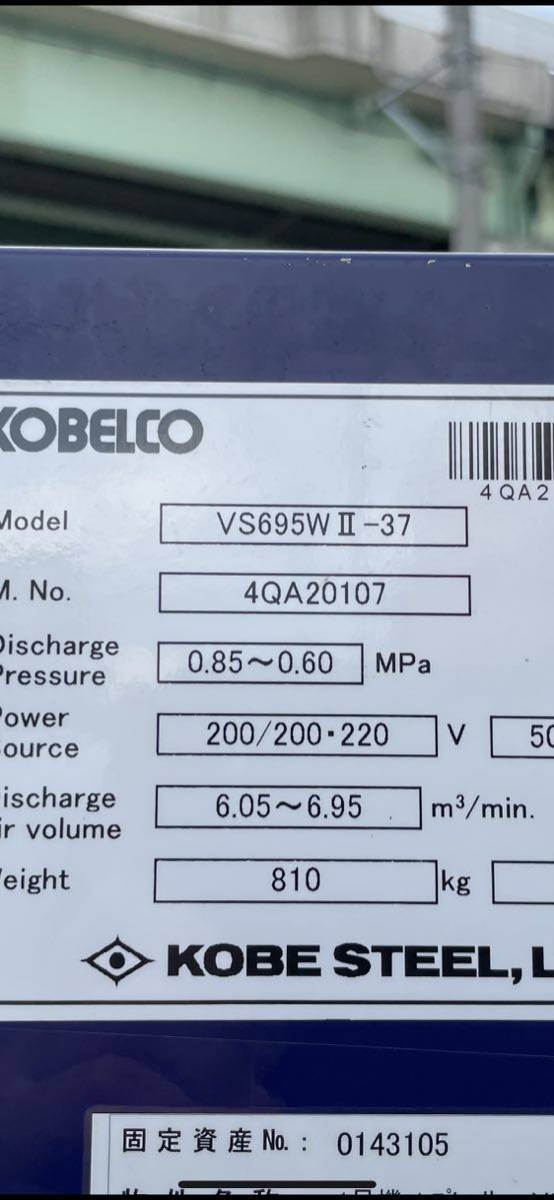 KOBELCO
4QA2
Model VS695WⅡ-37
M. No. 4QA20107
Discharge
Pressure 0.85～0.60 MPa
Power
Source 200/200・220 V 50
Discharge
Air volume 6.05～6.95 m³/min.
Weight 810 kg
KOBE STEEL, L
固定資産No.: 0143105